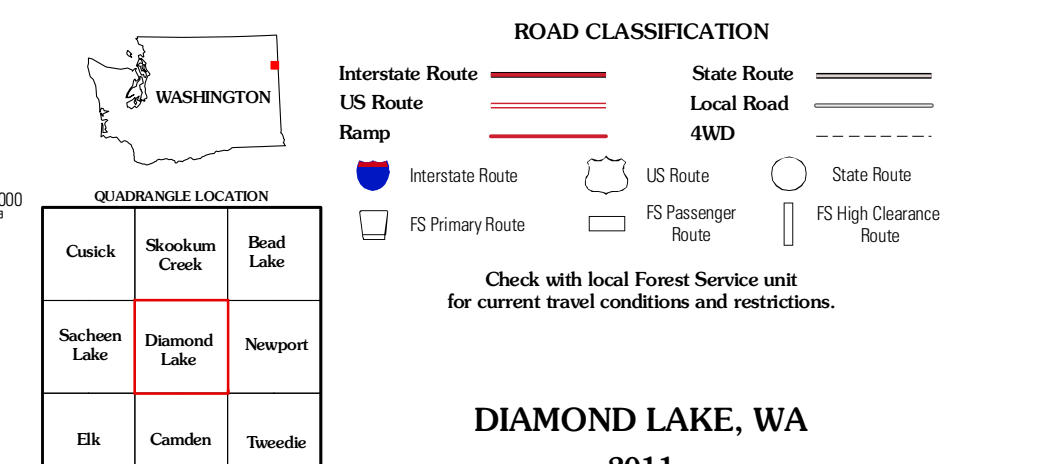 ROAD CLASSIFICATION
Interstate Route
State Route
US Route
Local Road
Ramp
4WD
Interstate Route
US Route
State Route
FS Primary Route
FS Passenger
Route
FS High Clearance
Route
Check with local Forest Service unit
for current travel conditions and restrictions.
WASHINGTON
QUADRANGLE LOCATION
Cusick
Skookum
Creek
Bead
Lake
Sacheen
Lake
Diamond
Lake
Newport
Elk
Camden
Tweedie
DIAMOND LAKE, WA
2011